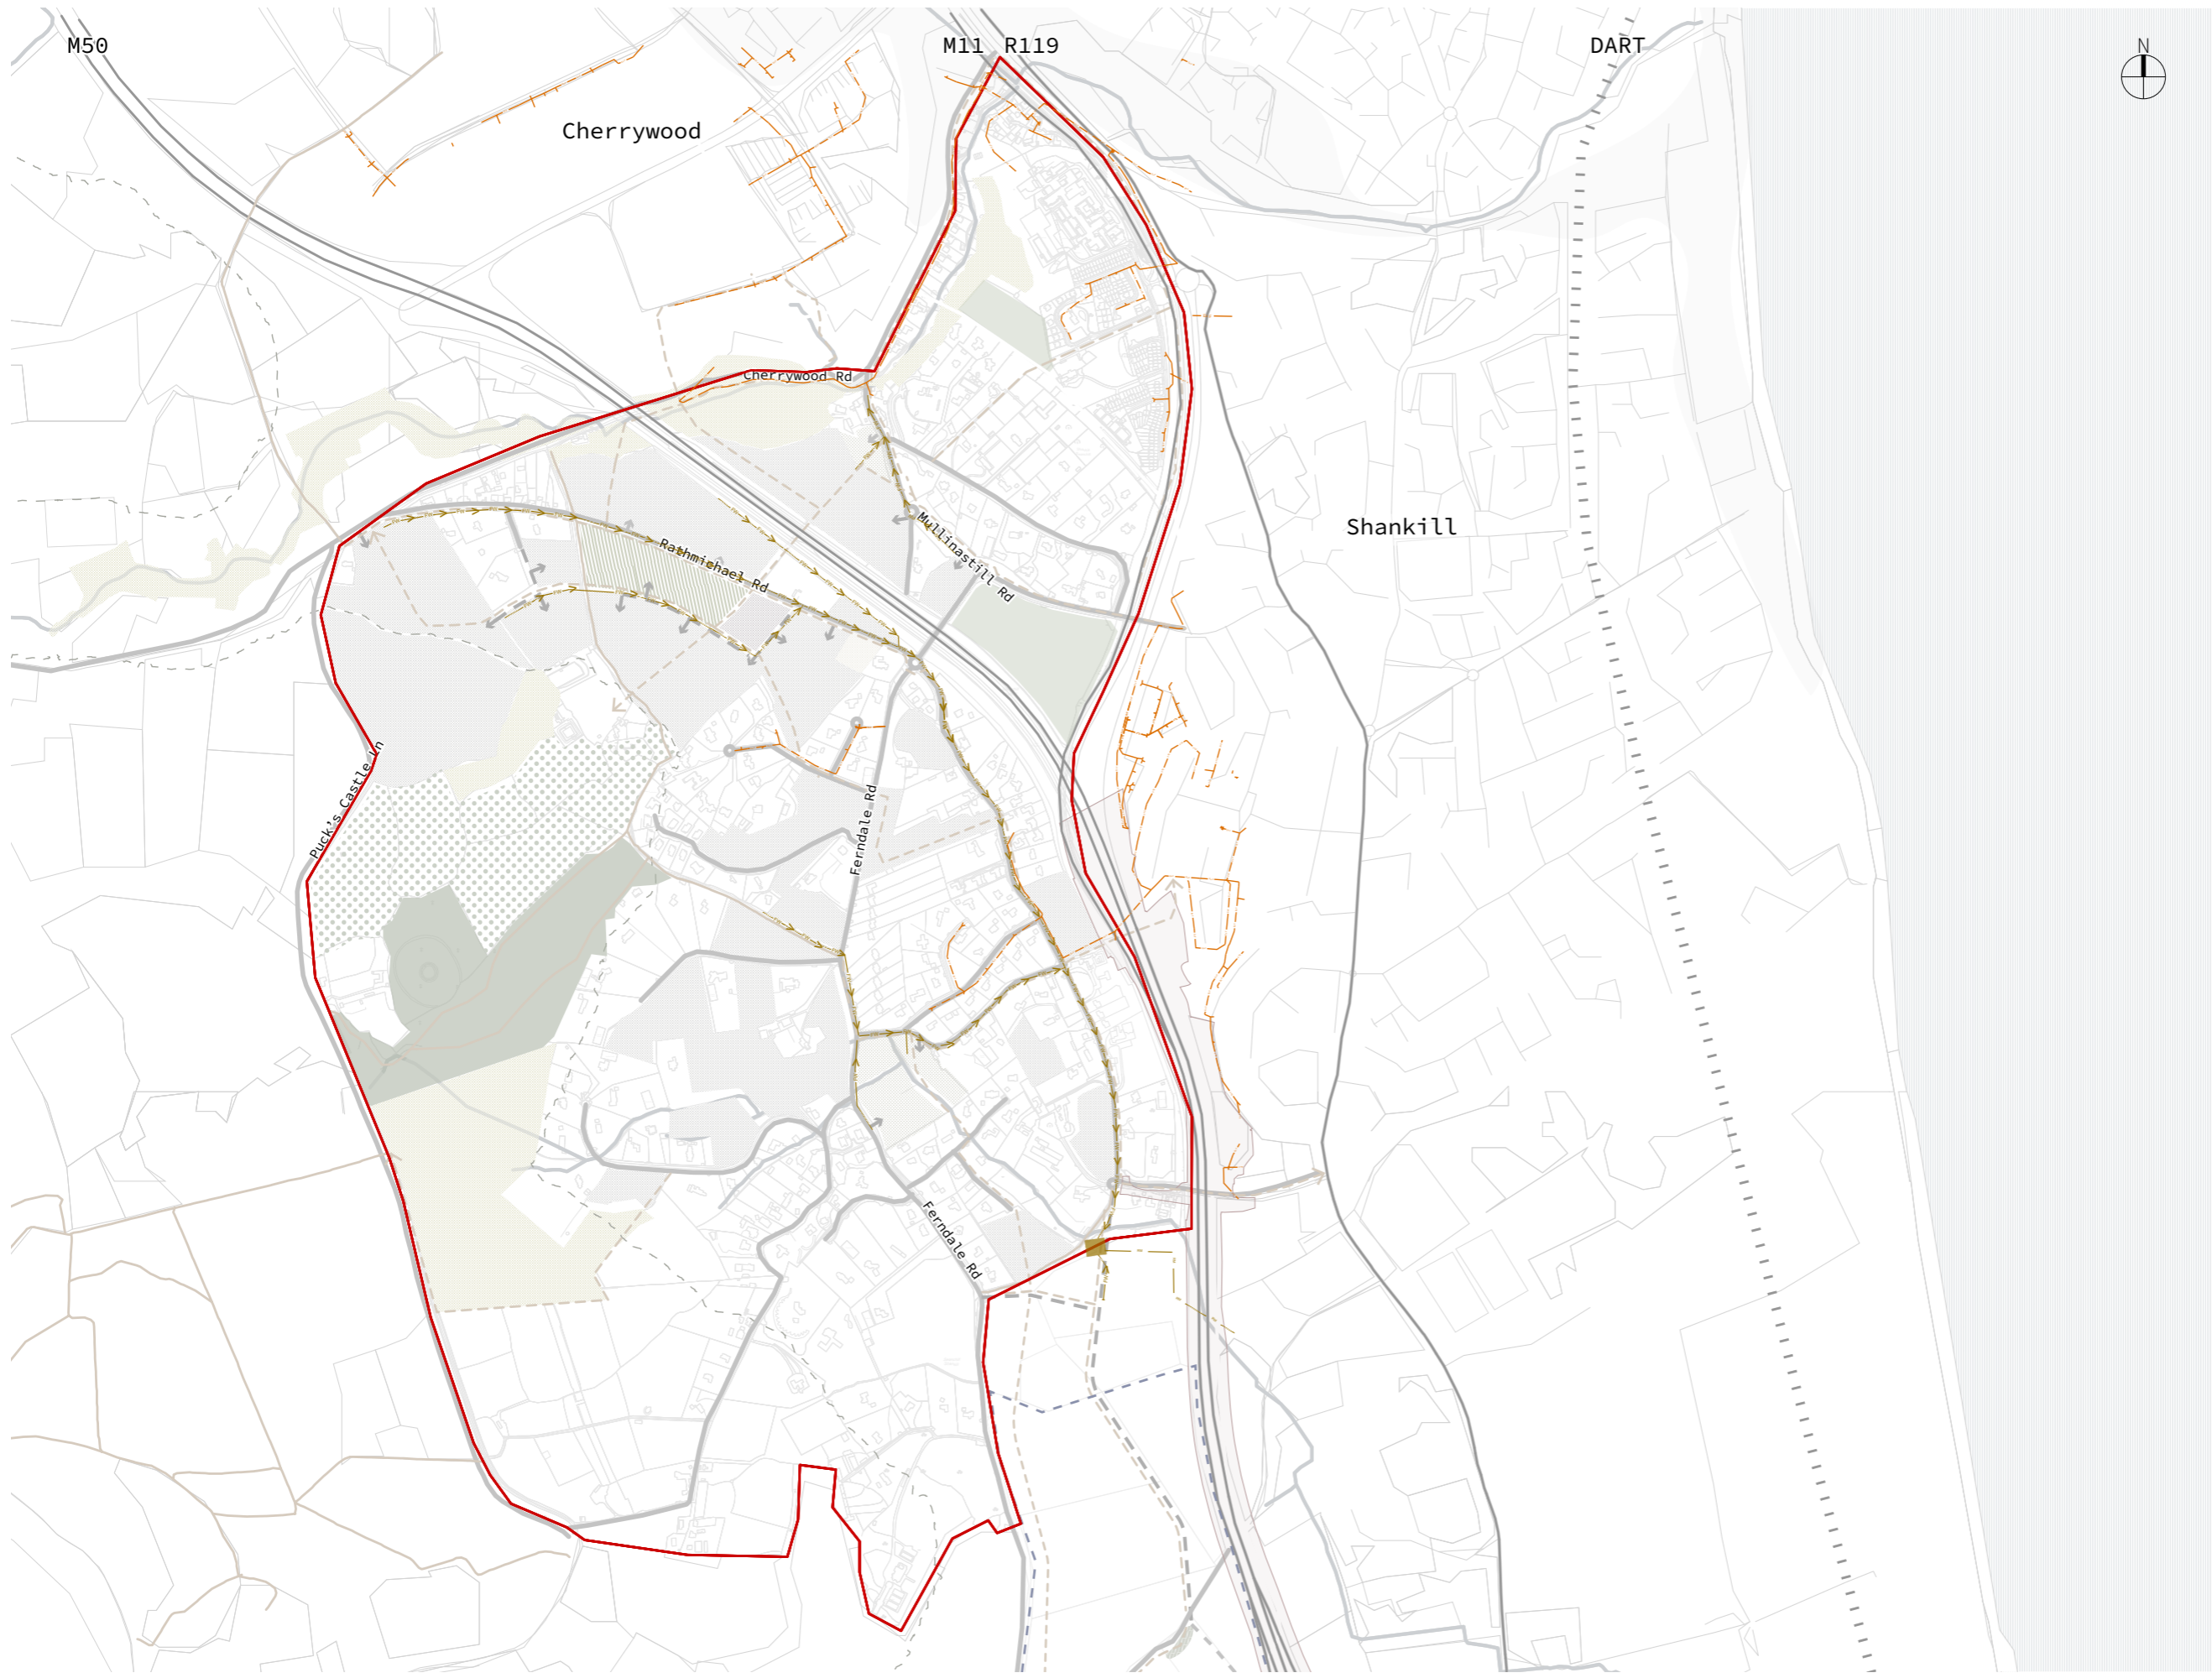 M50
M11
R119
DART
N
Cherrywood
Cherrywood Rd
Shankill
Mullinastill Rd
Rathmichael Rd
Puck's Castle Ln
Ferndale Rd
Ferndale Rd